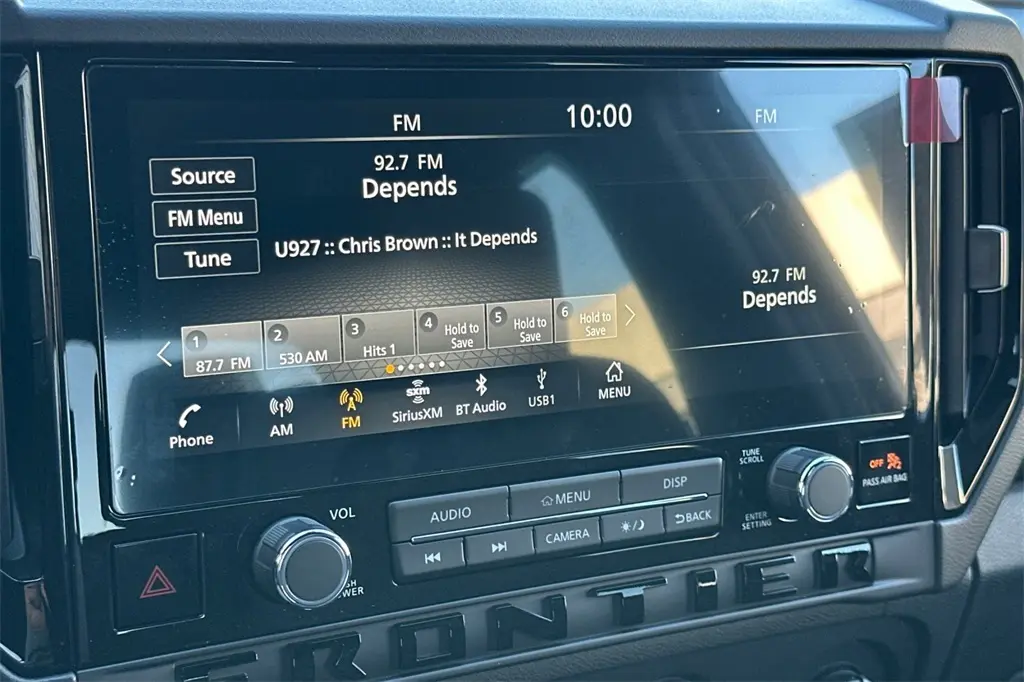 FM
10:00
FM
92.7 FM
Depends
Source
FM Menu
Tune
U927 :: Chris Brown :: It Depends
92.7 FM
Depends
1
87.7 FM
2
530 AM
3
Hits 1
4
Hold to
Save
5
Hold to
Save
6
Hold to
Save
Phone
AM
FM
sxm
SiriusXM
BT Audio
USB1
MENU
VOL
AUDIO
MENU
DISP
CAMERA
BACK
TUNE
SCROLL
ENTER
SETTING
OFF
PASS AIR BAG
FRONTIER